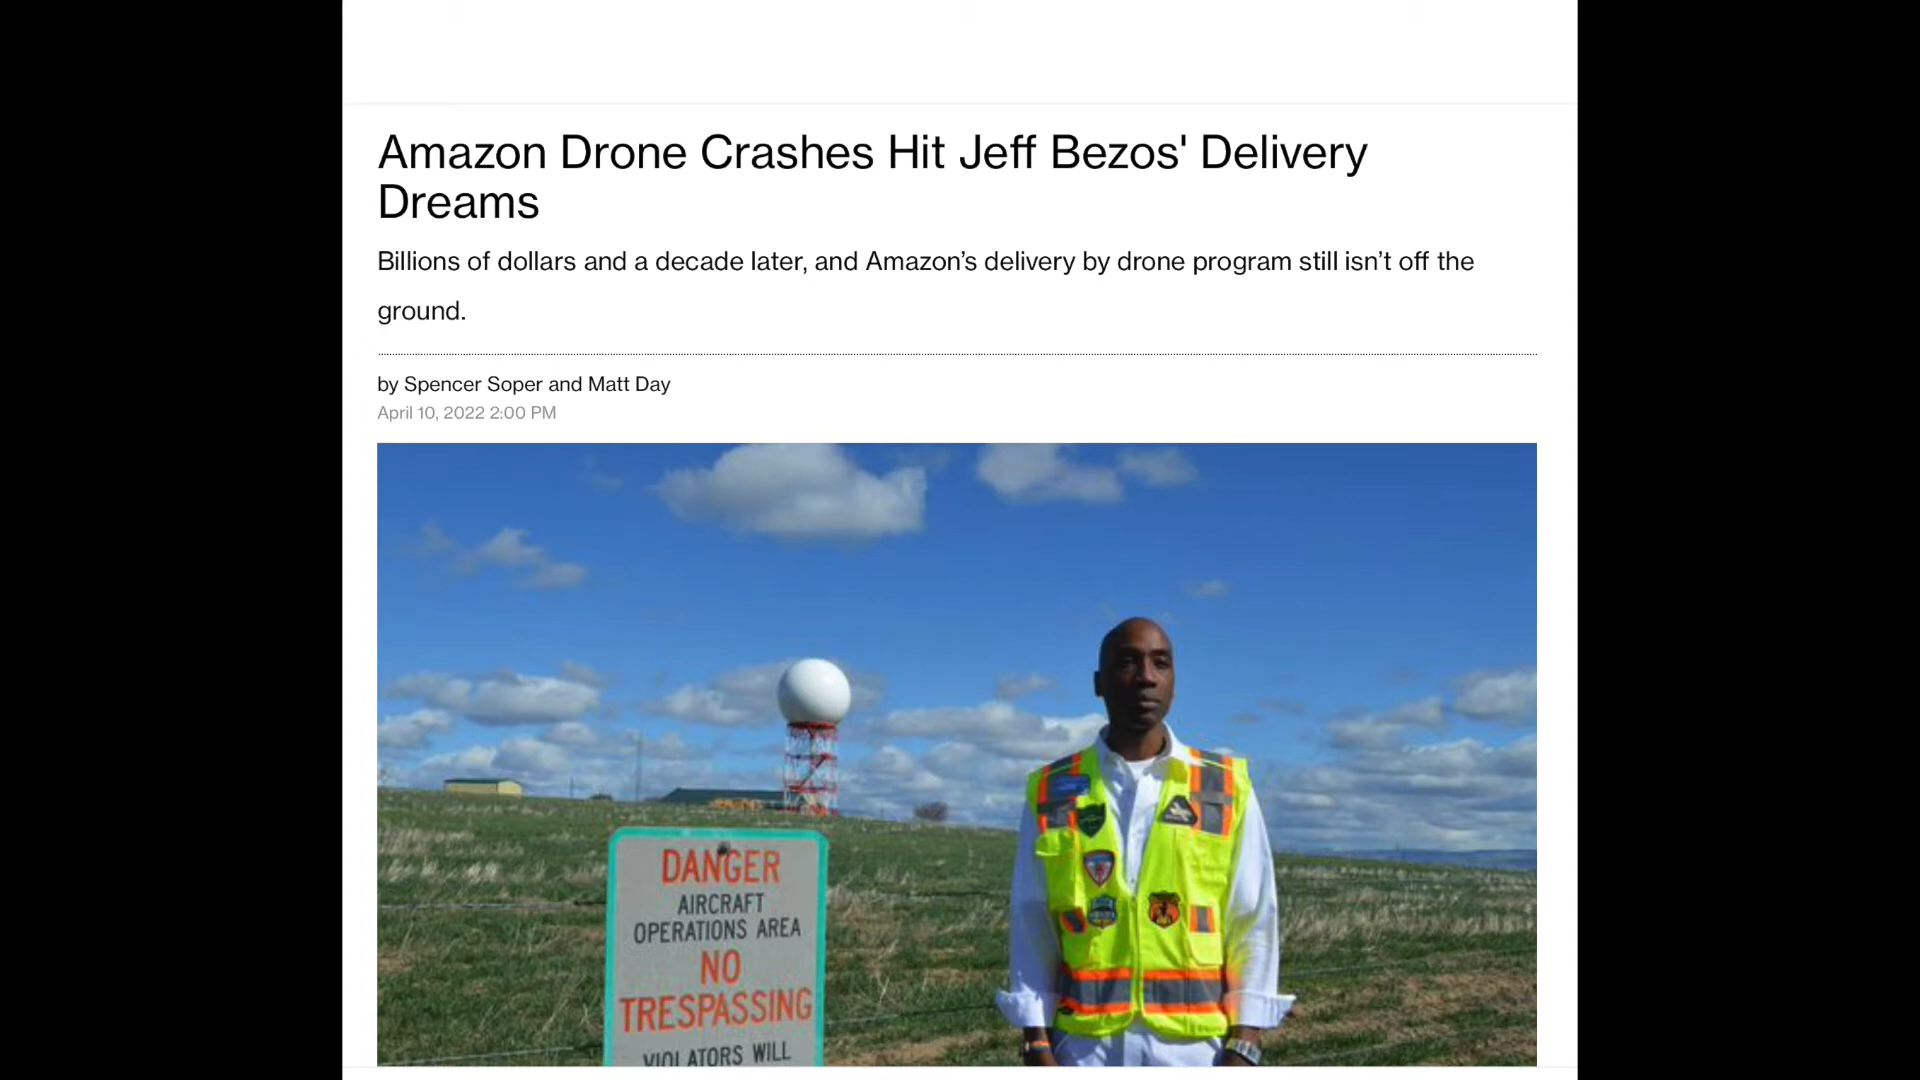 Amazon Drone Crashes Hit Jeff Bezos' Delivery
Dreams
Billions of dollars and a decade later, and Amazon’s delivery by drone program still isn’t off the
ground.
by Spencer Soper and Matt Day
April 10, 2022 2:00 PM
DANGER
AIRCRAFT
OPERATIONS AREA
NO
TRESPASSING
VIOLATORS WILL